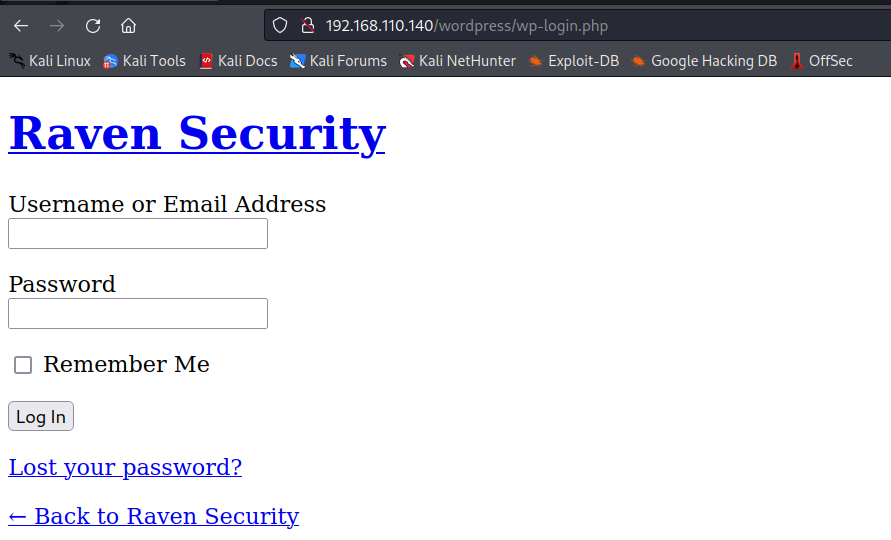 192.168.110.140/wordpress/wp-login.php
Kali Linux Kali Tools Kali Docs Kali Forums Kali NetHunter Exploit-DB Google Hacking DB OffSec
Raven Security
Username or Email Address
Password
Remember Me
Log In
Lost your password?
← Back to Raven Security